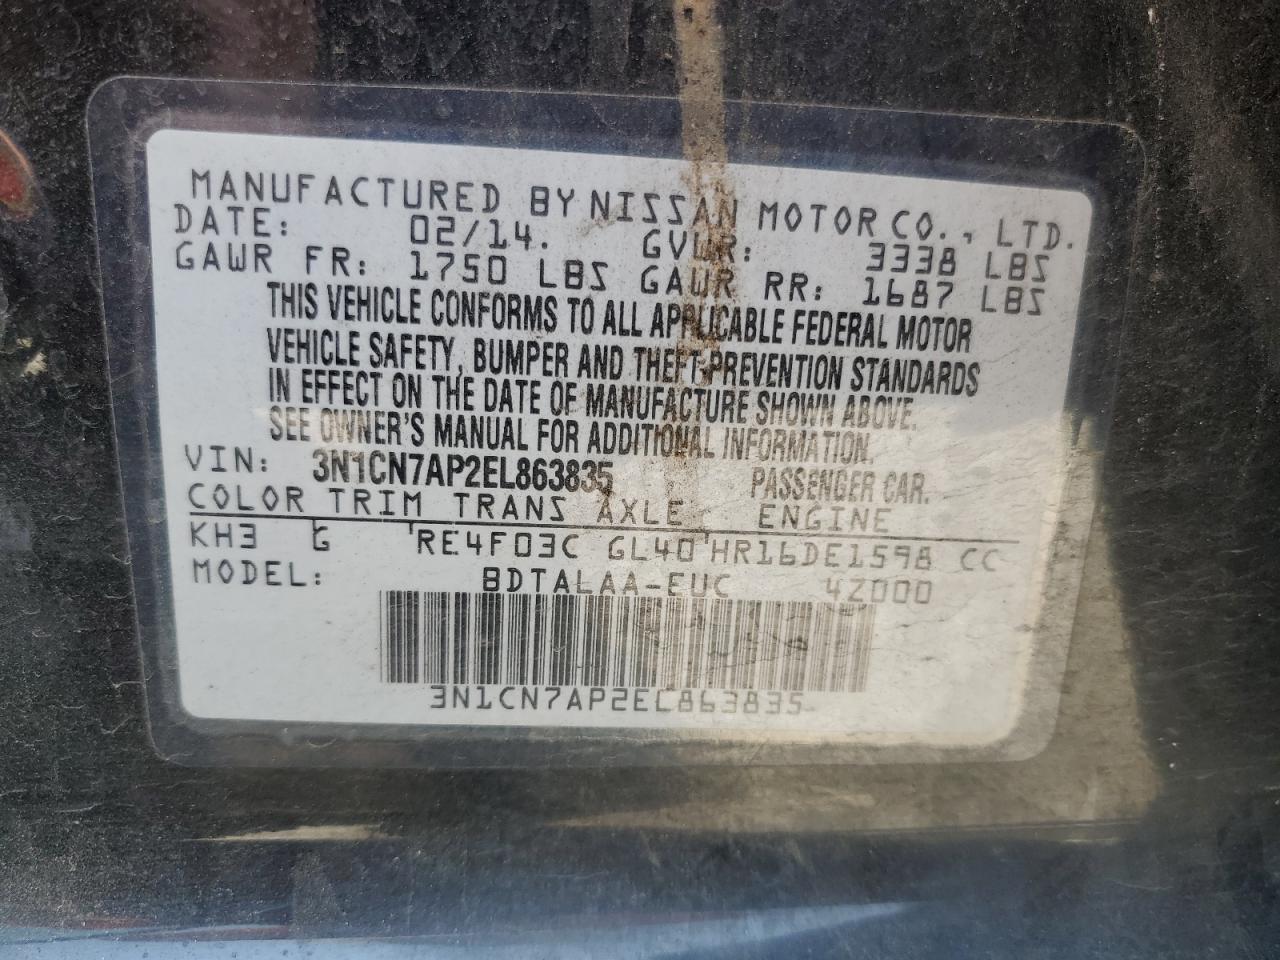 MANUFACTURED BY NISSAN MOTOR CO., LTD.
DATE: 02/14. GVWR: 3338 LBS
GAWR FR: 1750 LBS GAWR RR: 1687 LBS
THIS VEHICLE CONFORMS TO ALL APPLICABLE FEDERAL MOTOR
VEHICLE SAFETY, BUMPER AND THEFT PREVENTION STANDARDS
IN EFFECT ON THE DATE OF MANUFACTURE SHOWN ABOVE.
SEE OWNER'S MANUAL FOR ADDITIONAL INFORMATION.
VIN: 3N1CN7AP2EL863835 PASSENGER CAR.
COLOR TRIM TRANS AXLE ENGINE
KH3 G RE4F03C GL40 HR16DE1598 CC
MODEL: BDTALAA-EUC 4Z000
3N1CN7AP2EL863835